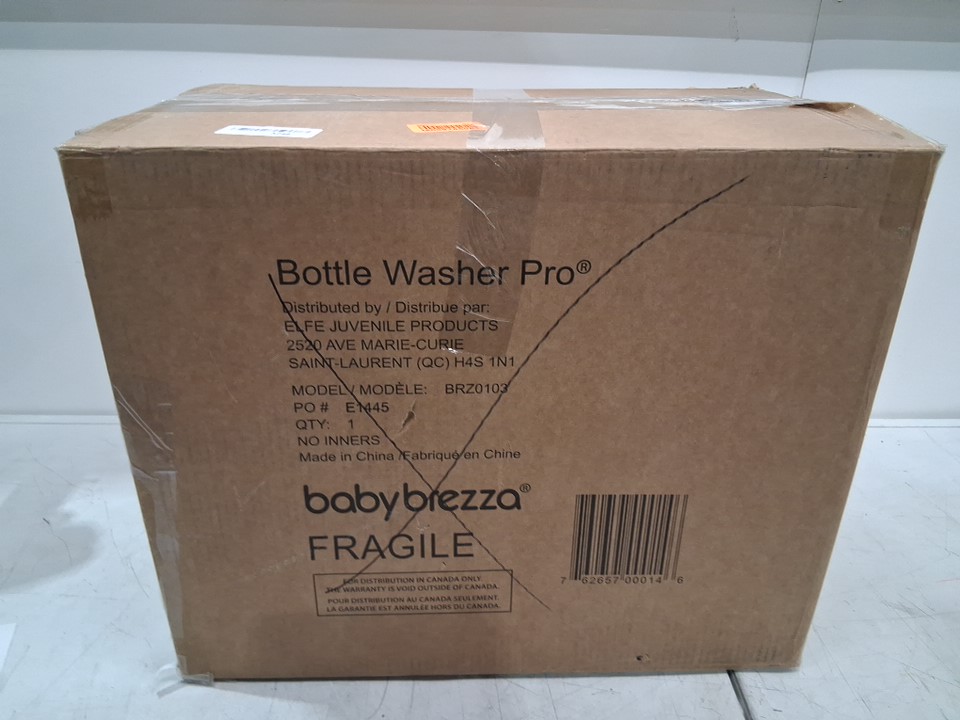 Bottle Washer Pro®
Distributed by / Distribue par:
ELFE JUVENILE PRODUCTS
2520 AVE MARIE-CURIE
SAINT-LAURENT (QC) H4S 1N1
MODEL / MODÈLE: BRZ0103
PO # E1445
QTY: 1
NO INNERS
Made in China /Fabriqué en Chine
babybrezza®
FRAGILE
FOR DISTRIBUTION IN CANADA ONLY
THE WARRANTY IS VOID OUTSIDE OF CANADA.
POUR DISTRIBUTION AU CANADA SEULEMENT.
LA GARANTIE EST ANNULÉE HORS DU CANADA.
7 62657 00014 6